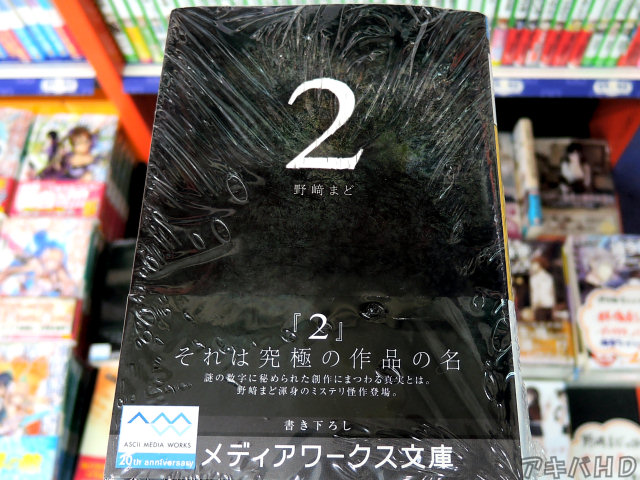 2
野﨑まど
『2』
それは究極の作品の名
謎の数字に秘められた創作にまつわる真実とは。
野﨑まど渾身のミステリ怪作登場。
書き下ろし
ASCII MEDIA WORKS
20th anniversary
メディアワークス文庫
アキバHD